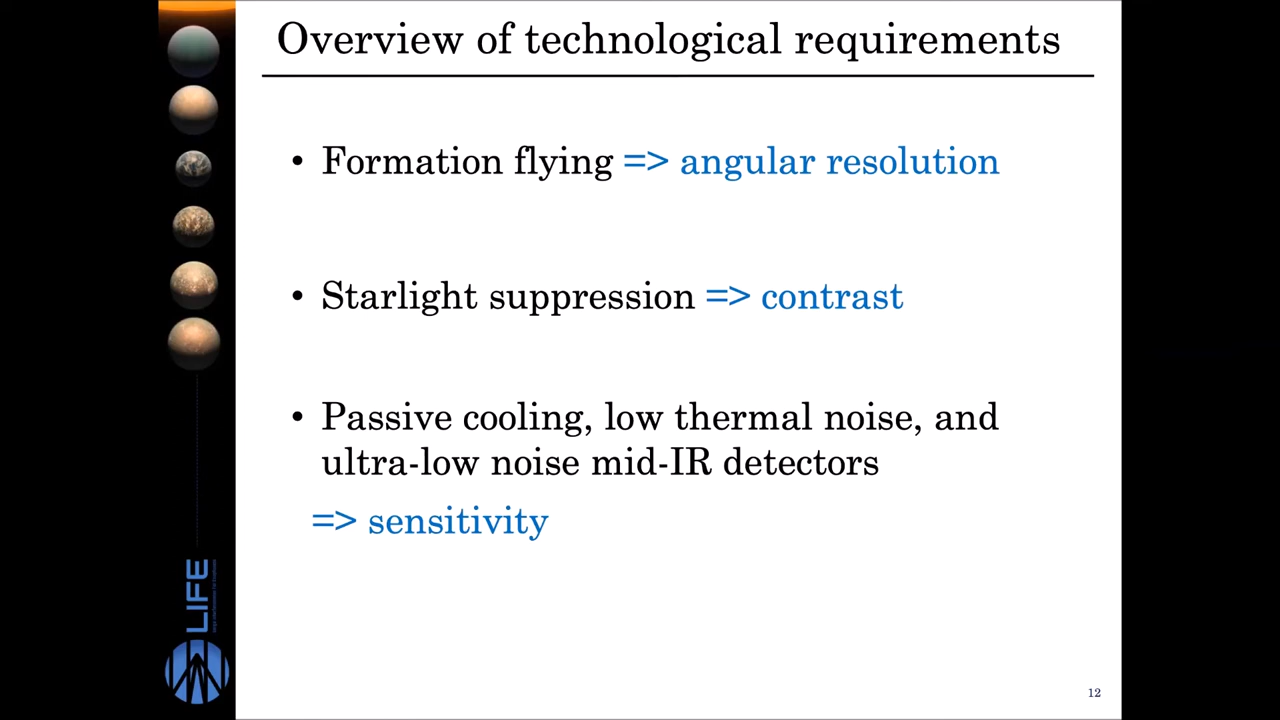 Overview of technological requirements
• Formation flying => angular resolution
• Starlight suppression => contrast
• Passive cooling, low thermal noise, and
ultra-low noise mid-IR detectors
=> sensitivity
LIFE
12